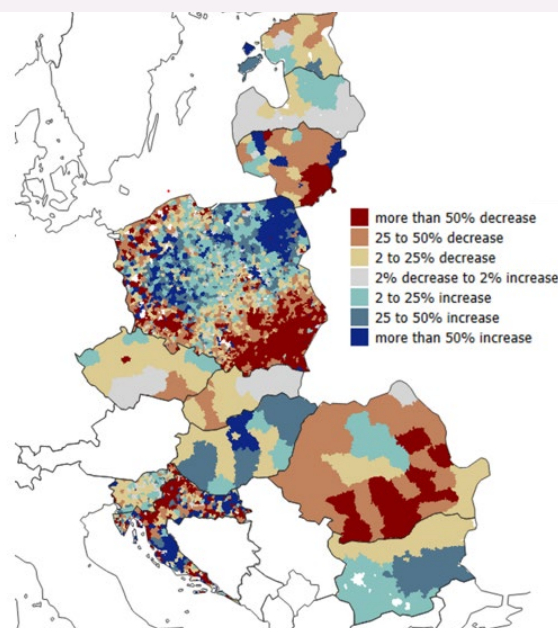 more than 50% decrease
25 to 50% decrease
2 to 25% decrease
2% decrease to 2% increase
2 to 25% increase
25 to 50% increase
more than 50% increase